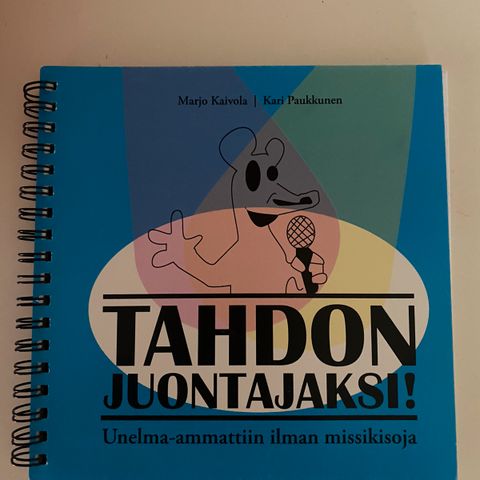 Marjo Kaivola | Kari Paukkunen
TAHDON
JUONTAJAKSI!
Unelma-ammattiin ilman missikisoja